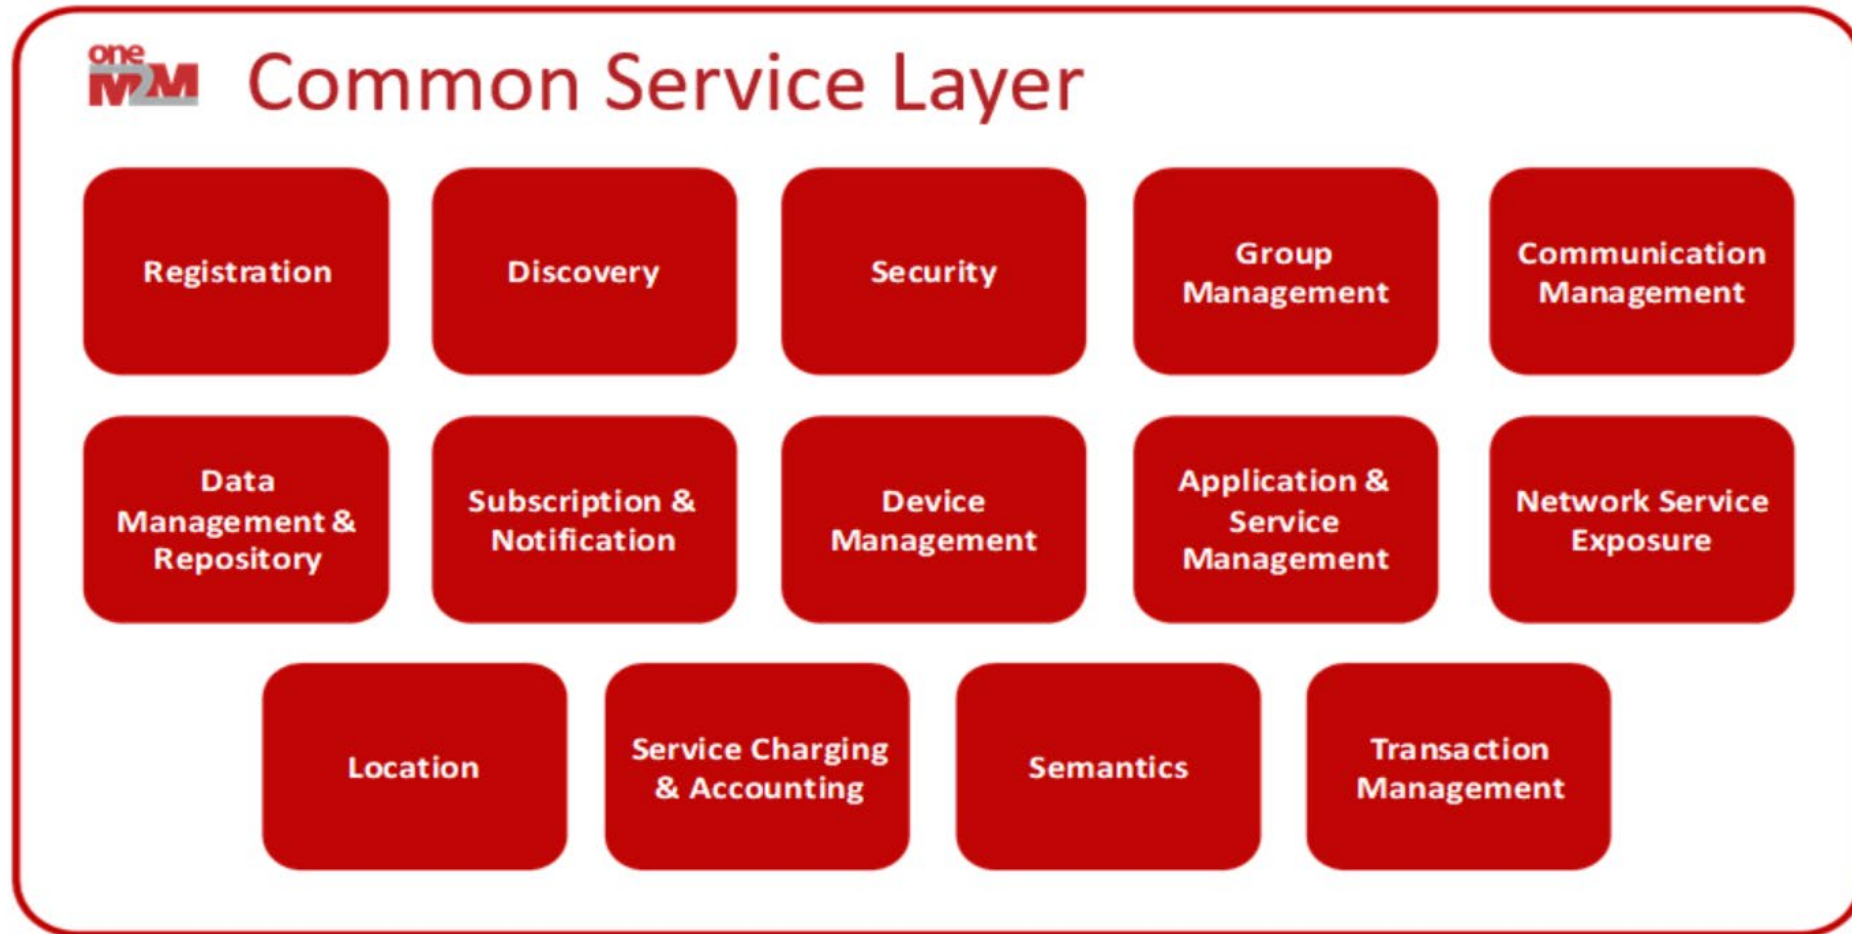 one
M2M
Common Service Layer
Registration
Discovery
Security
Group
Management
Communication
Management
Data
Management &
Repository
Subscription &
Notification
Device
Management
Application &
Service
Management
Network Service
Exposure
Location
Service Charging
& Accounting
Semantics
Transaction
Management